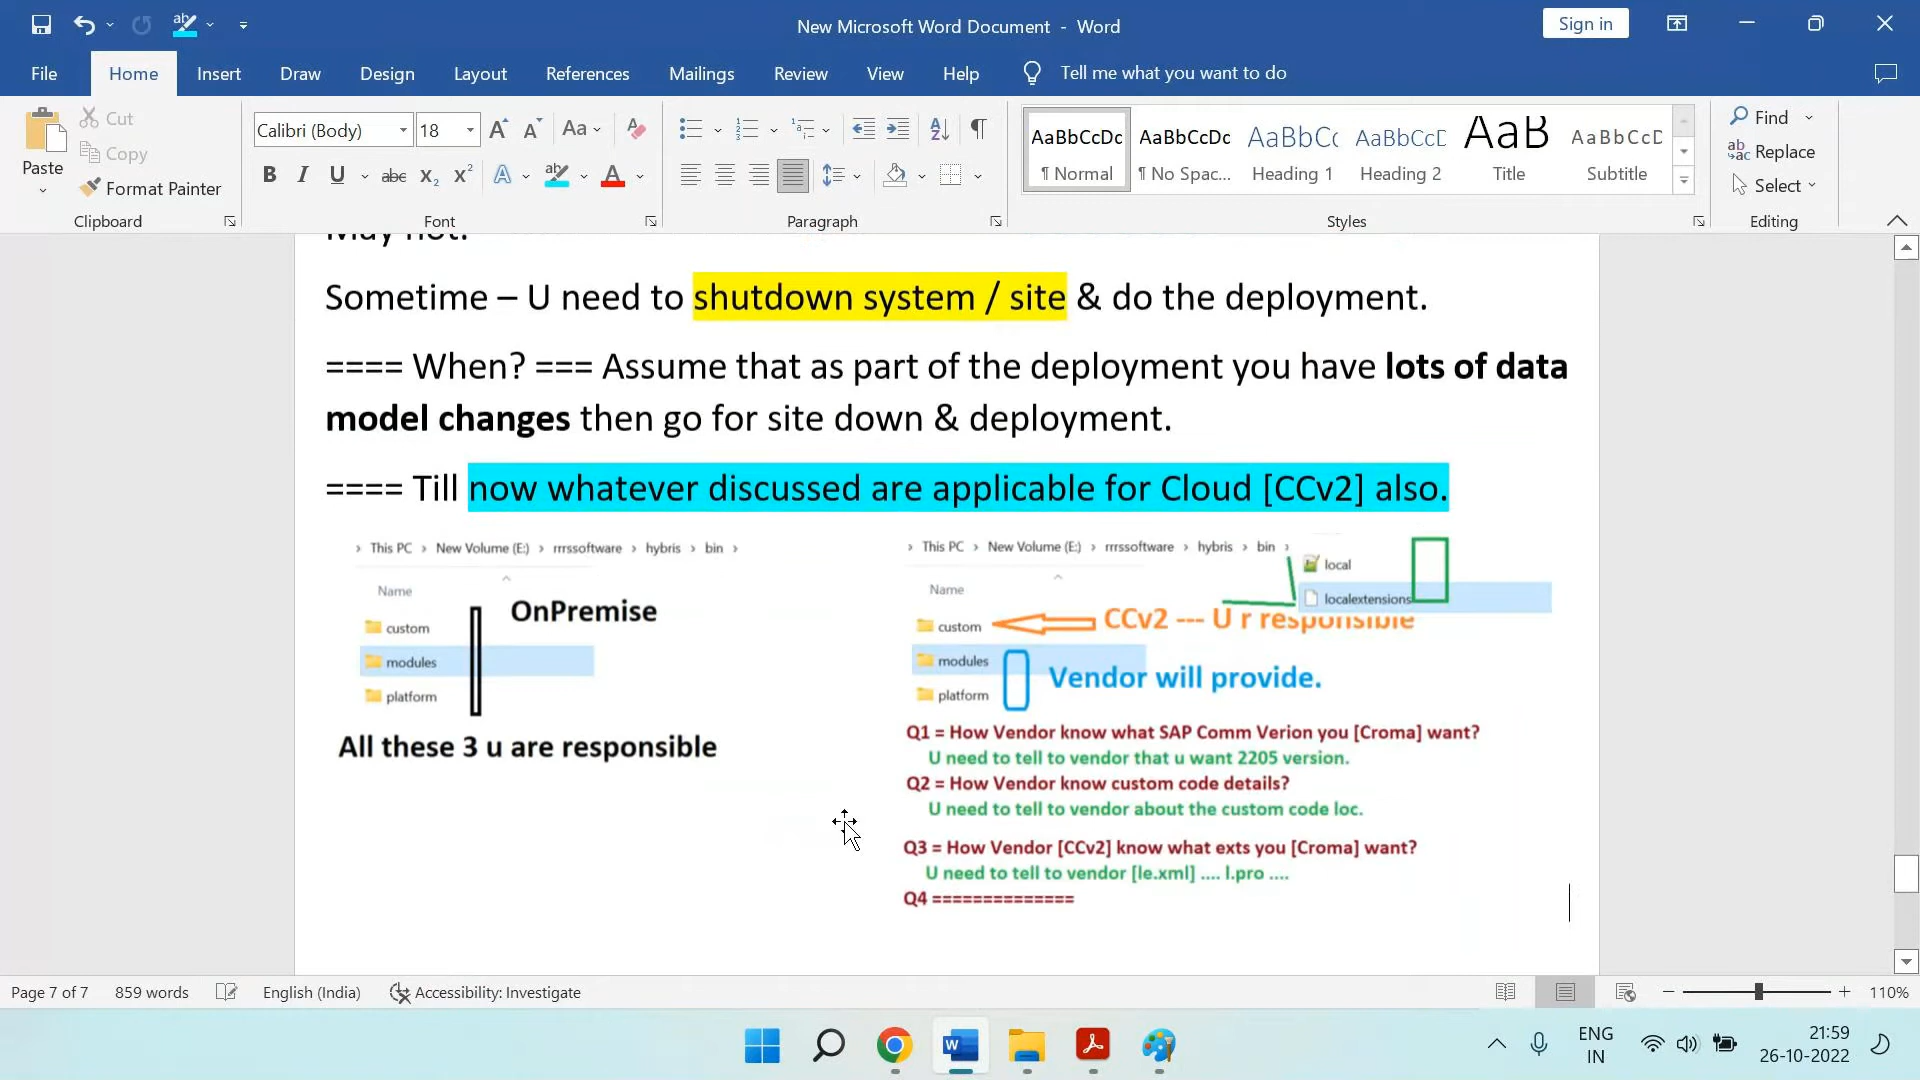 New Microsoft Word Document - Word
Sign in
File Home Insert Draw Design Layout References Mailings Review View Help Tell me what you want to do
Paste
Cut
Copy
Format Painter
Clipboard
Calibri (Body) 18
Font
Paragraph
AaBbCcDc AaBbCcDc AaBbCc AaBbCcD AaB AaBbCcD
¶ Normal ¶ No Spac... Heading 1 Heading 2 Title Subtitle
Styles
Find
Replace
Select
Editing
May not.
Sometime – U need to shutdown system / site & do the deployment.
==== When? === Assume that as part of the deployment you have lots of data
model changes then go for site down & deployment.
==== Till now whatever discussed are applicable for Cloud [CCv2] also.
› This PC › New Volume (E:) › rrrssoftware › hybris › bin ›
Name
custom
modules
platform
OnPremise
All these 3 u are responsible
› This PC › New Volume (E:) › rrrssoftware › hybris › bin ›
Name
custom
modules
platform
local
localextensions
CCv2 --- U r responsible
Vendor will provide.
Q1 = How Vendor know what SAP Comm Verion you [Croma] want?
U need to tell to vendor that u want 2205 version.
Q2 = How Vendor know custom code details?
U need to tell to vendor about the custom code loc.
Q3 = How Vendor [CCv2] know what exts you [Croma] want?
U need to tell to vendor [le.xml] .... l.pro ....
Q4 ==============
Page 7 of 7 859 words English (India) Accessibility: Investigate 110%
ENG
IN
21:59
26-10-2022